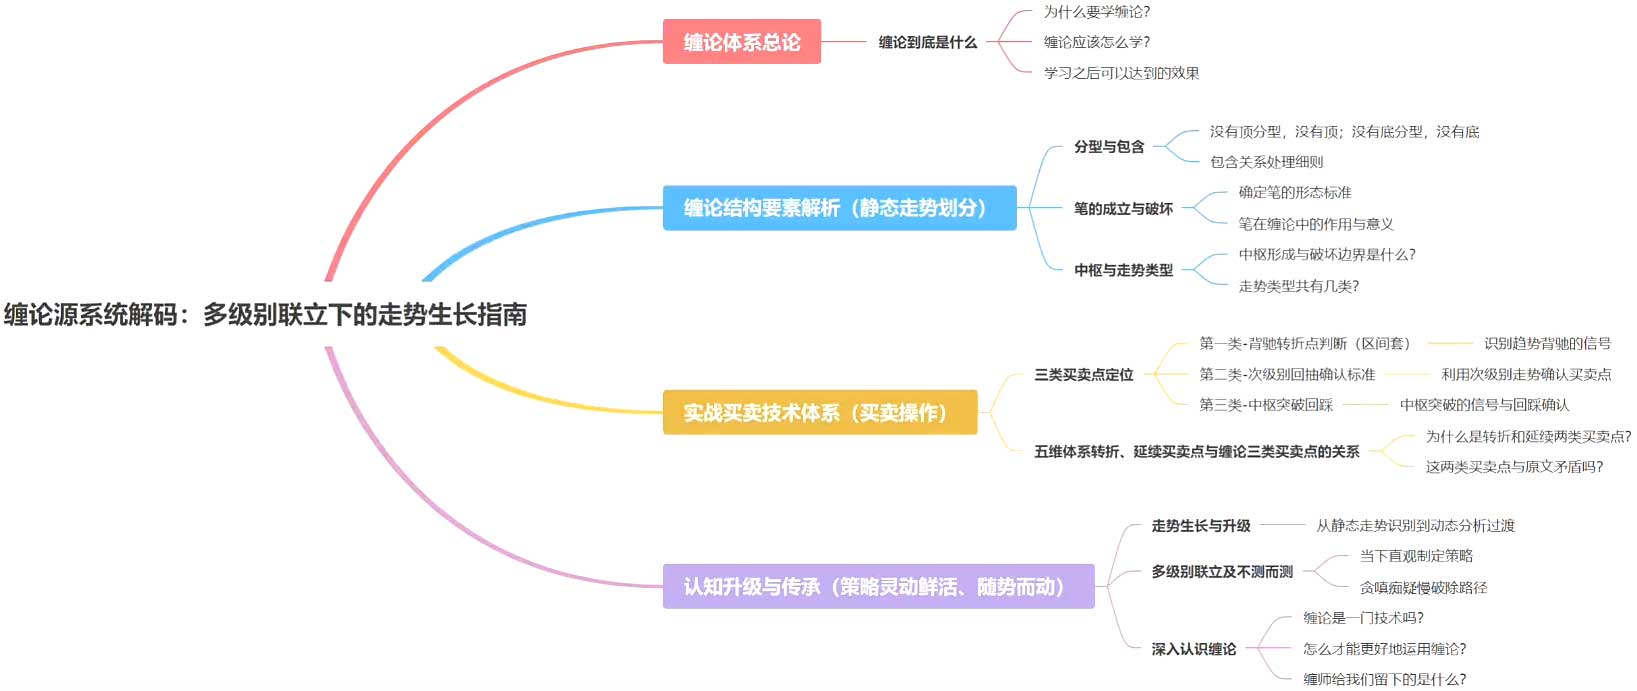 缠论源系统解码：多级别联立下的走势生长指南
缠论体系总论
缠论到底是什么
为什么要学缠论？
缠论应该怎么学？
学习之后可以达到的效果
缠论结构要素解析（静态走势划分）
分型与包含
没有顶分型，没有顶；没有底分型，没有底
包含关系处理细则
笔的成立与破坏
确定笔的形态标准
笔在缠论中的作用与意义
中枢与走势类型
中枢形成与破坏边界是什么？
走势类型共有几类？
实战买卖技术体系（买卖操作）
三类买卖点定位
第一类-背驰转折点判断（区间套）
识别趋势背驰的信号
第二类-次级别回抽确认标准
利用次级别走势确认买卖点
第三类-中枢突破回踩
中枢突破的信号与回踩确认
五维体系转折、延续买卖点与缠论三类买卖点的关系
为什么是转折和延续两类买卖点？
这两类买卖点与原文矛盾吗？
认知升级与传承（策略灵动鲜活、随势而动）
走势生长与升级
从静态走势识别到动态分析过渡
多级别联立及不测而测
当下直观制定策略
贪嗔痴疑慢破除路径
深入认识缠论
缠论是一门技术吗？
怎么才能更好地运用缠论？
缠师给我们留下的是什么？